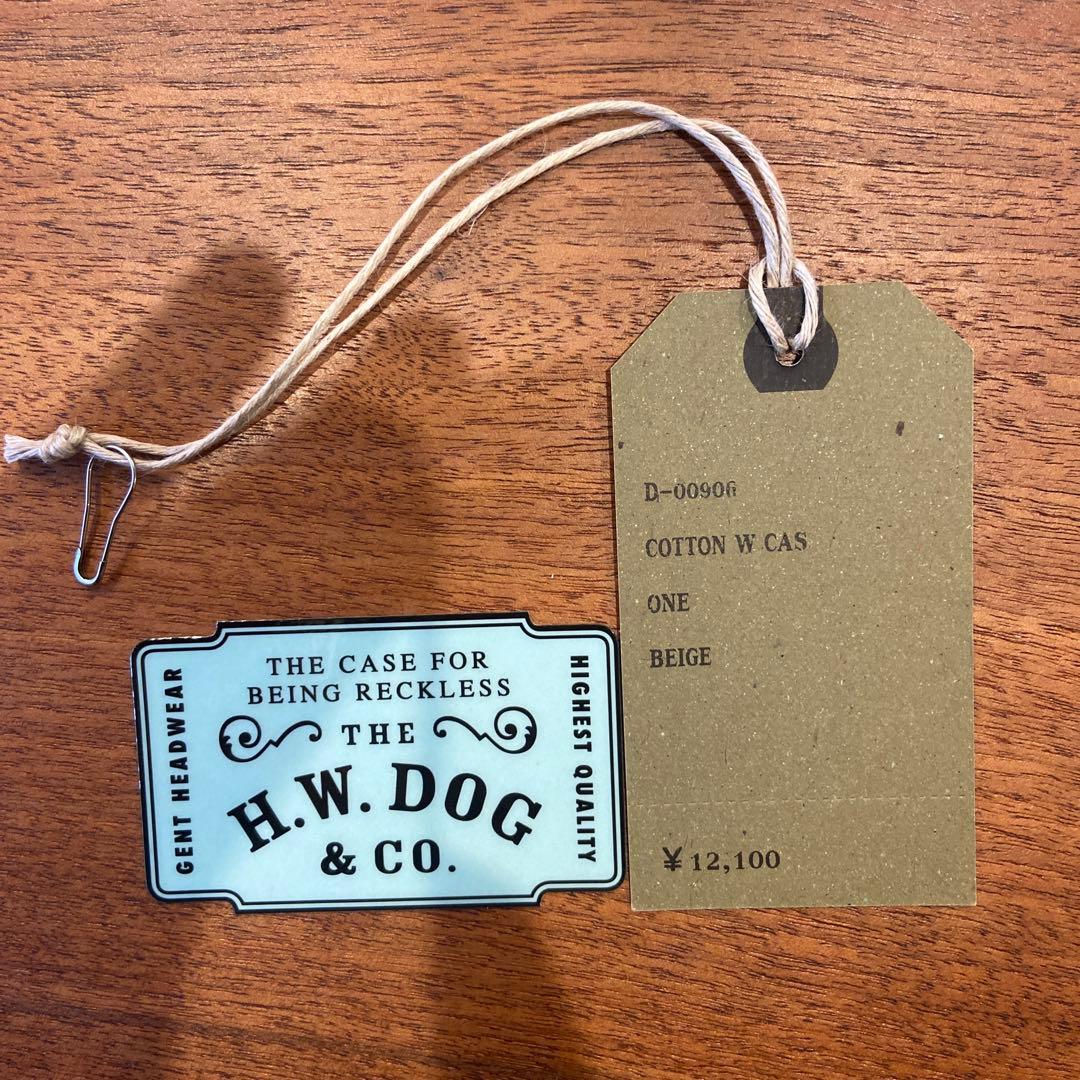 D-00906
COTTON W CAS
ONE
BEIGE
¥12,100
THE CASE FOR
BEING RECKLESS
THE
H.W. DOG
& CO.
GENT HEADWEAR
HIGHEST QUALITY